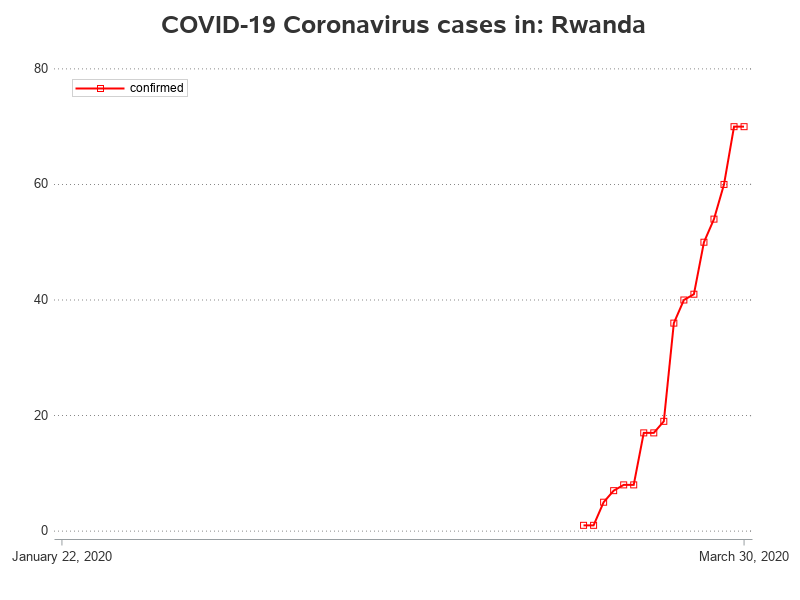 COVID-19 Coronavirus cases in: Rwanda
80
confirmed
60
40
20
0
January 22, 2020
March 30, 2020